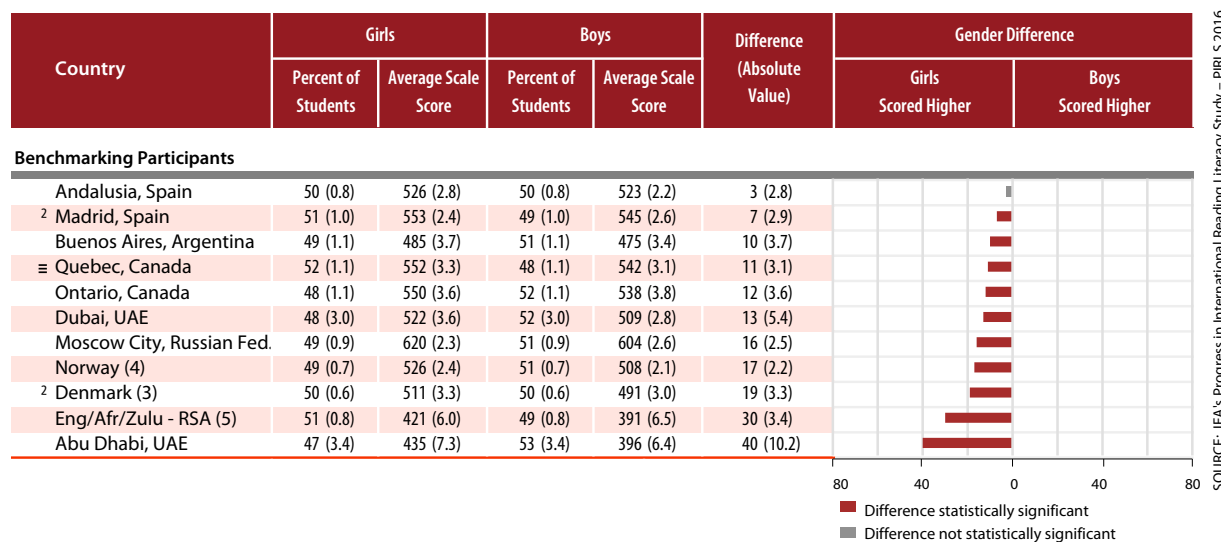 Country
Girls
Boys
Difference (Absolute Value)
Gender Difference
Percent of Students
Average Scale Score
Percent of Students
Average Scale Score
Girls Scored Higher
Boys Scored Higher
Benchmarking Participants
Andalusia, Spain 50 (0.8) 526 (2.8) 50 (0.8) 523 (2.2) 3 (2.8)
2 Madrid, Spain 51 (1.0) 553 (2.4) 49 (1.0) 545 (2.6) 7 (2.9)
Buenos Aires, Argentina 49 (1.1) 485 (3.7) 51 (1.1) 475 (3.4) 10 (3.7)
≡ Quebec, Canada 52 (1.1) 552 (3.3) 48 (1.1) 542 (3.1) 11 (3.1)
Ontario, Canada 48 (1.1) 550 (3.6) 52 (1.1) 538 (3.8) 12 (3.6)
Dubai, UAE 48 (3.0) 522 (3.6) 52 (3.0) 509 (2.8) 13 (5.4)
Moscow City, Russian Fed. 49 (0.9) 620 (2.3) 51 (0.9) 604 (2.6) 16 (2.5)
Norway (4) 49 (0.7) 526 (2.4) 51 (0.7) 508 (2.1) 17 (2.2)
2 Denmark (3) 50 (0.6) 511 (3.3) 50 (0.6) 491 (3.0) 19 (3.3)
Eng/Afr/Zulu - RSA (5) 51 (0.8) 421 (6.0) 49 (0.8) 391 (6.5) 30 (3.4)
Abu Dhabi, UAE 47 (3.4) 435 (7.3) 53 (3.4) 396 (6.4) 40 (10.2)
80 40 0 40 80
Difference statistically significant
Difference not statistically significant
SOURCE: IEA's Progress in International Reading Literacy Study – PIRLS 2016